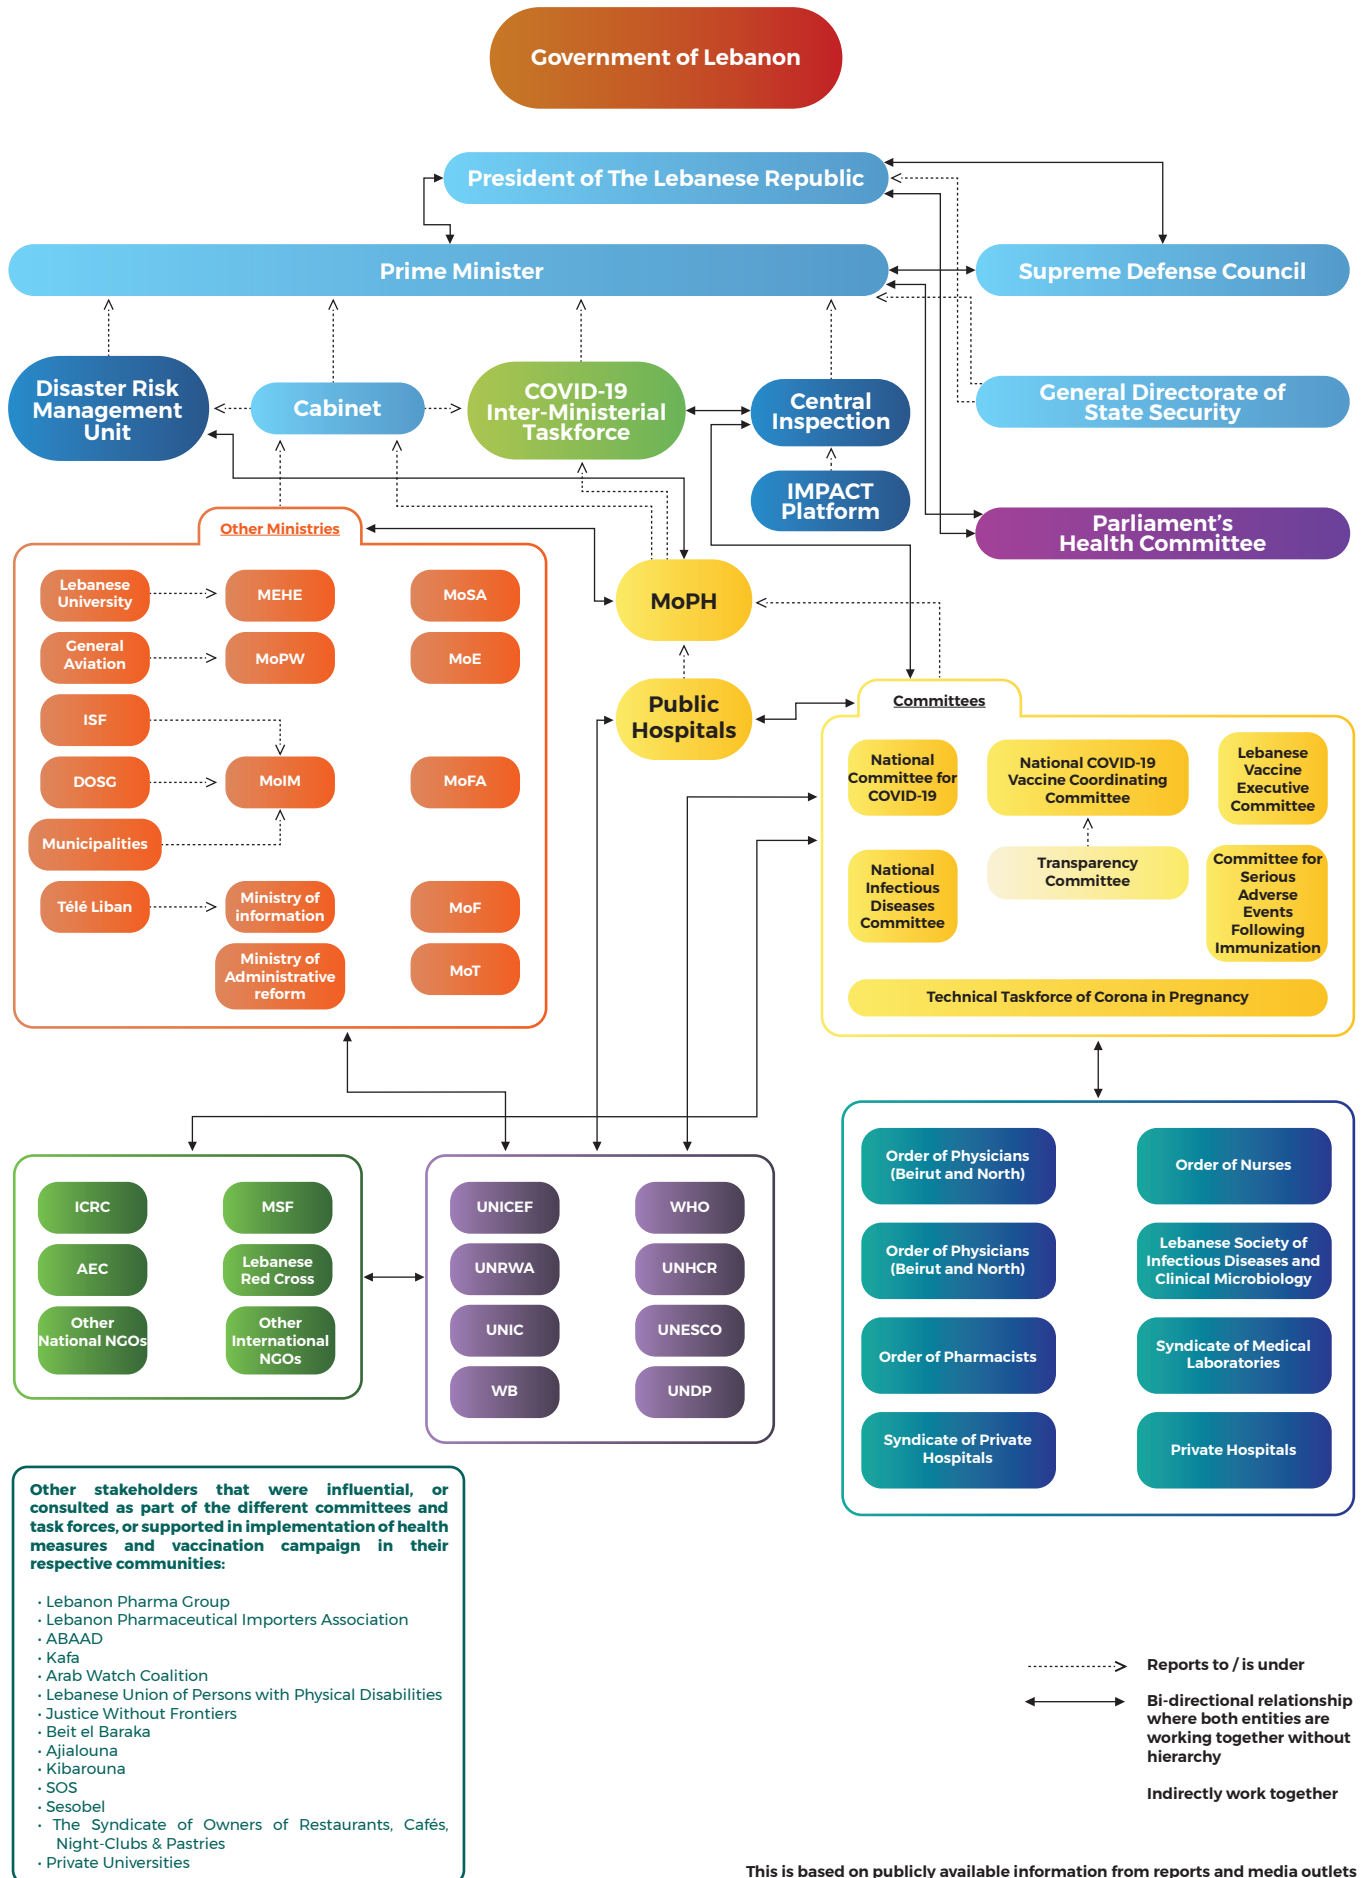 Government of Lebanon
President of The Lebanese Republic
Prime Minister
Supreme Defense Council
Disaster Risk
Management
Unit
Cabinet
COVID-19
Inter-Ministerial
Taskforce
Central
Inspection
General Directorate of
State Security
IMPACT
Platform
Parliament's
Health Committee
Other Ministries
Lebanese
University
MEHE
MoSA
General
Aviation
MoPW
MoE
ISF
DOSG
MoIM
MoFA
Municipalities
Télé Liban
Ministry of
information
MoF
Ministry of
Administrative
reform
MoT
MoPH
Public
Hospitals
Committees
National
Committee for
COVID-19
National COVID-19
Vaccine Coordinating
Committee
Lebanese
Vaccine
Executive
Committee
National
Infectious
Diseases
Committee
Transparency
Committee
Committee for
Serious
Adverse
Events
Following
Immunization
Technical Taskforce of Corona in Pregnancy
ICRC
MSF
AEC
Lebanese
Red Cross
Other
National NGOs
Other
International
NGOs
UNICEF
WHO
UNRWA
UNHCR
UNIC
UNESCO
WB
UNDP
Order of Physicians
(Beirut and North)
Order of Nurses
Order of Physicians
(Beirut and North)
Lebanese Society of
Infectious Diseases and
Clinical Microbiology
Order of Pharmacists
Syndicate of Medical
Laboratories
Syndicate of Private
Hospitals
Private Hospitals
Other stakeholders that were influential, or
consulted as part of the different committees and
task forces, or supported in implementation of health
measures and vaccination campaign in their
respective communities:
• Lebanon Pharma Group
• Lebanon Pharmaceutical Importers Association
• ABAAD
• Kafa
• Arab Watch Coalition
• Lebanese Union of Persons with Physical Disabilities
• Justice Without Frontiers
• Beit el Baraka
• Ajialouna
• Kibarouna
• SOS
• Sesobel
• The Syndicate of Owners of Restaurants, Cafés,
Night-Clubs & Pastries
• Private Universities
Reports to / is under
Bi-directional relationship
where both entities are
working together without
hierarchy
Indirectly work together
This is based on publicly available information from reports and media outlets